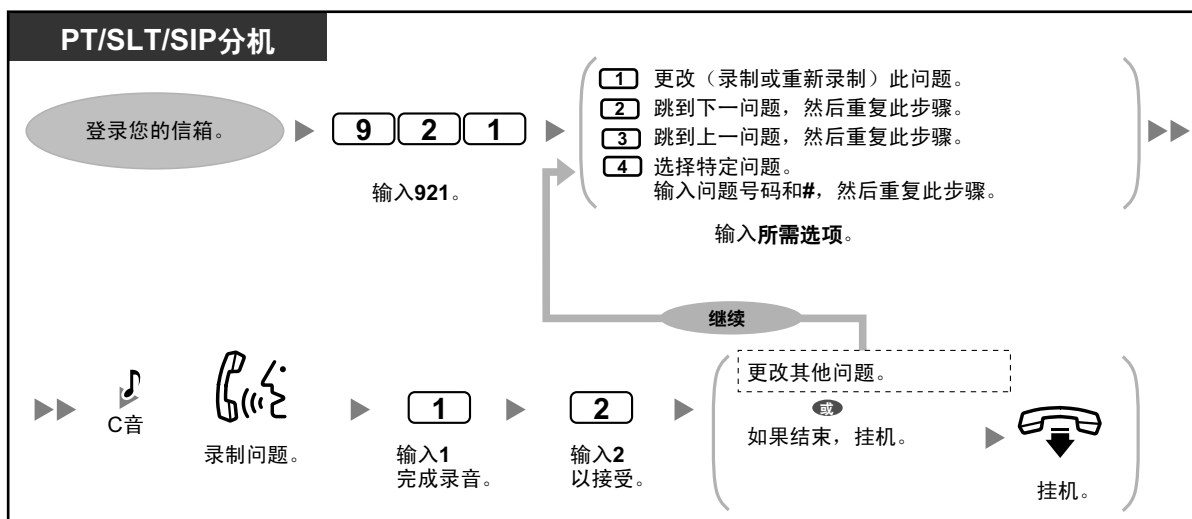 PT/SLT/SIP分机
登录您的信箱。
9 2 1
输入921。
1 更改（录制或重新录制）此问题。
2 跳到下一问题，然后重复此步骤。
3 跳到上一问题，然后重复此步骤。
4 选择特定问题。
输入问题号码和#，然后重复此步骤。
输入所需选项。
继续
C音
录制问题。
1
输入1
完成录音。
2
输入2
以接受。
更改其他问题。
或
如果结束，挂机。
挂机。